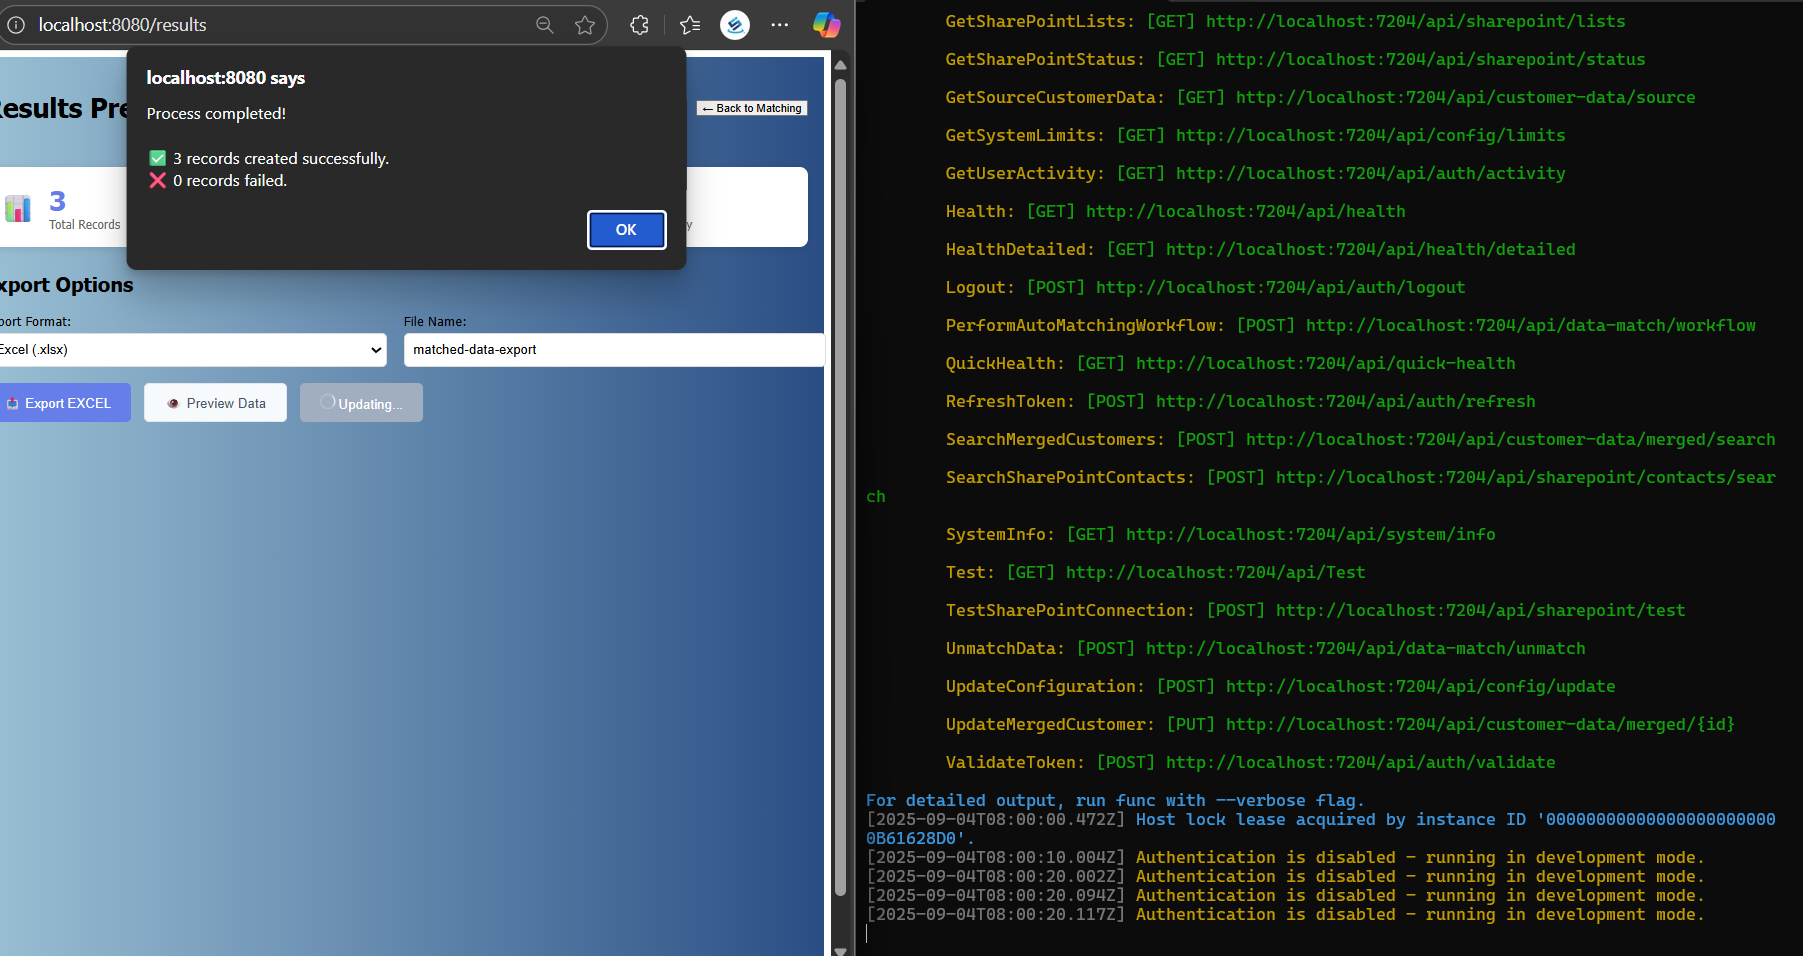 localhost:8080/results
localhost:8080 says
Process completed!
✅ 3 records created successfully.
❌ 0 records failed.
OK
esults Pre
← Back to Matching
3
Total Records
y
xport Options
port Format:
File Name:
Excel (.xlsx)
matched-data-export
Export EXCEL
Preview Data
Updating...
GetSharePointLists: [GET] http://localhost:7204/api/sharepoint/lists
GetSharePointStatus: [GET] http://localhost:7204/api/sharepoint/status
GetSourceCustomerData: [GET] http://localhost:7204/api/customer-data/source
GetSystemLimits: [GET] http://localhost:7204/api/config/limits
GetUserActivity: [GET] http://localhost:7204/api/auth/activity
Health: [GET] http://localhost:7204/api/health
HealthDetailed: [GET] http://localhost:7204/api/health/detailed
Logout: [POST] http://localhost:7204/api/auth/logout
PerformAutoMatchingWorkflow: [POST] http://localhost:7204/api/data-match/workflow
QuickHealth: [GET] http://localhost:7204/api/quick-health
RefreshToken: [POST] http://localhost:7204/api/auth/refresh
SearchMergedCustomers: [POST] http://localhost:7204/api/customer-data/merged/search
SearchSharePointContacts: [POST] http://localhost:7204/api/sharepoint/contacts/sear
ch
SystemInfo: [GET] http://localhost:7204/api/system/info
Test: [GET] http://localhost:7204/api/Test
TestSharePointConnection: [POST] http://localhost:7204/api/sharepoint/test
UnmatchData: [POST] http://localhost:7204/api/data-match/unmatch
UpdateConfiguration: [POST] http://localhost:7204/api/config/update
UpdateMergedCustomer: [PUT] http://localhost:7204/api/customer-data/merged/{id}
ValidateToken: [POST] http://localhost:7204/api/auth/validate
For detailed output, run func with --verbose flag.
[2025-09-04T08:00:00.472Z] Host lock lease acquired by instance ID '00000000000000000000000
0B61628D0'.
[2025-09-04T08:00:10.004Z] Authentication is disabled - running in development mode.
[2025-09-04T08:00:20.002Z] Authentication is disabled - running in development mode.
[2025-09-04T08:00:20.094Z] Authentication is disabled - running in development mode.
[2025-09-04T08:00:20.117Z] Authentication is disabled - running in development mode.